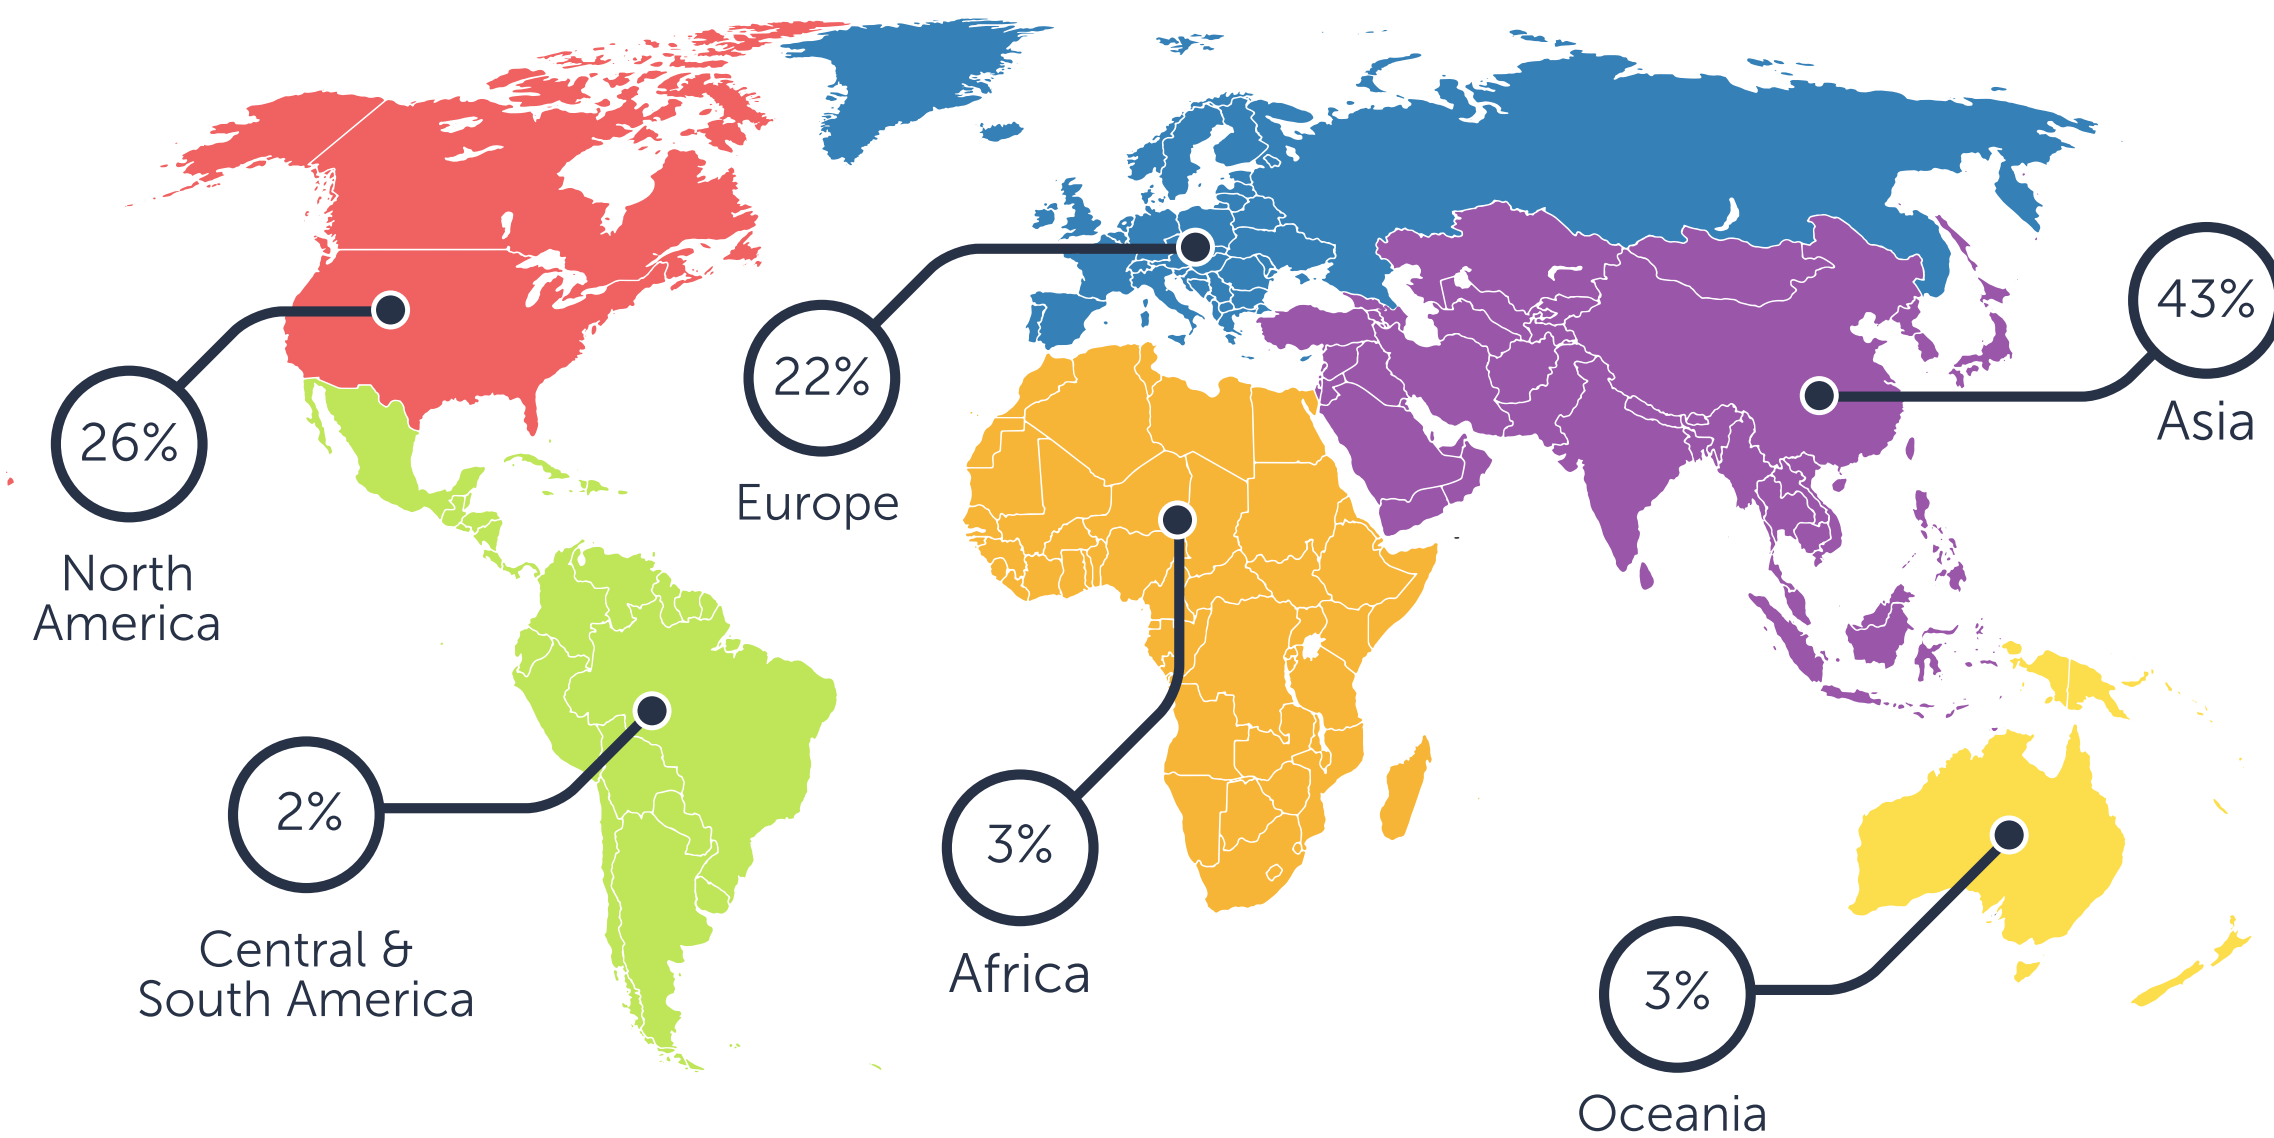 26%
North
America
22%
Europe
43%
Asia
2%
Central &
South America
3%
Africa
3%
Oceania